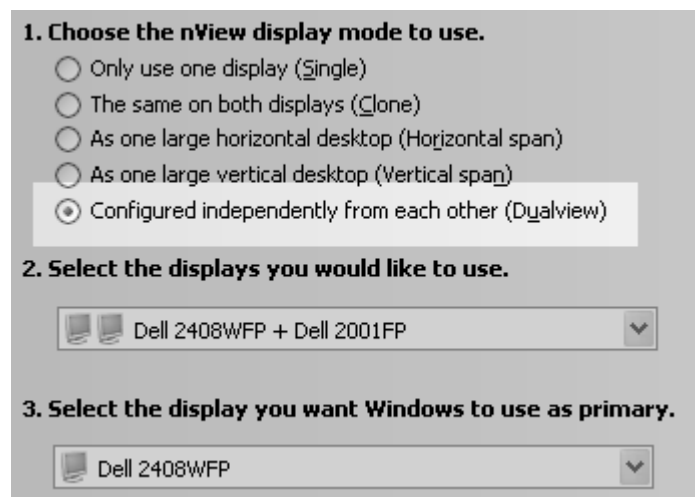 1. Choose the nView display mode to use.
Only use one display (Single)
The same on both displays (Clone)
As one large horizontal desktop (Horizontal span)
As one large vertical desktop (Vertical span)
Configured independently from each other (Dualview)
2. Select the displays you would like to use.
Dell 2408WFP + Dell 2001FP
3. Select the display you want Windows to use as primary.
Dell 2408WFP